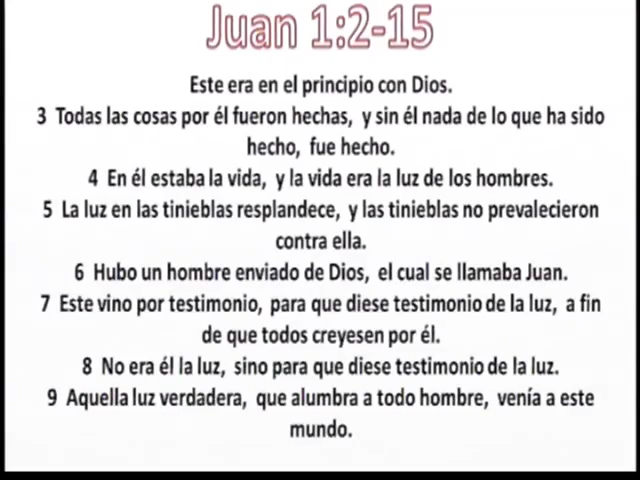 Juan 1:2-15
Este era en el principio con Dios.
3 Todas las cosas por él fueron hechas, y sin él nada de lo que ha sido
hecho, fue hecho.
4 En él estaba la vida, y la vida era la luz de los hombres.
5 La luz en las tinieblas resplandece, y las tinieblas no prevalecieron
contra ella.
6 Hubo un hombre enviado de Dios, el cual se llamaba Juan.
7 Este vino por testimonio, para que diese testimonio de la luz, a fin
de que todos creyesen por él.
8 No era él la luz, sino para que diese testimonio de la luz.
9 Aquella luz verdadera, que alumbra a todo hombre, venía a este
mundo.